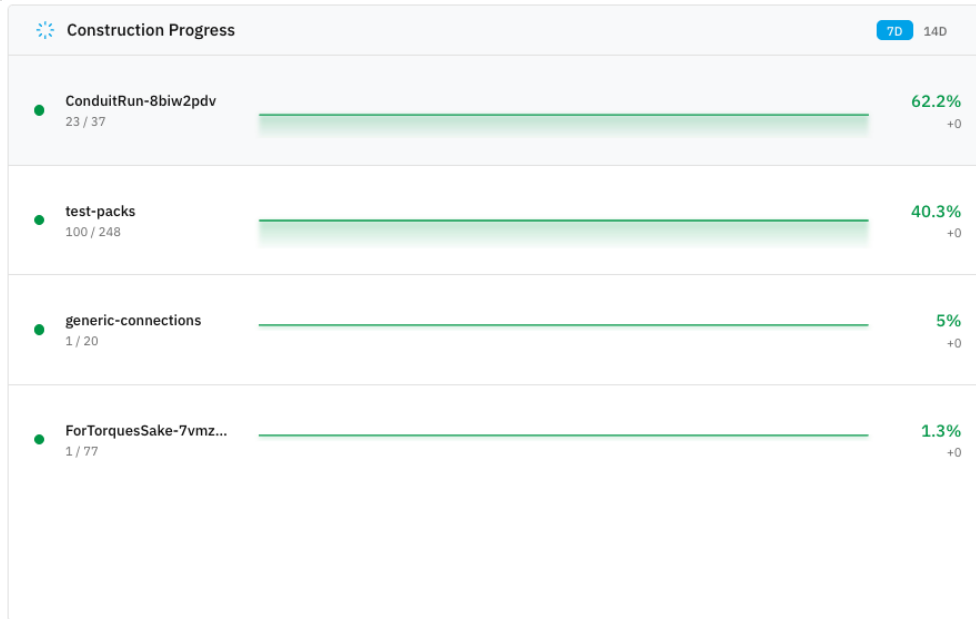 Construction Progress
7D 14D
ConduitRun-8biw2pdv
23 / 37
62.2%
+0
test-packs
100 / 248
40.3%
+0
generic-connections
1 / 20
5%
+0
ForTorquesSake-7vmz...
1 / 77
1.3%
+0